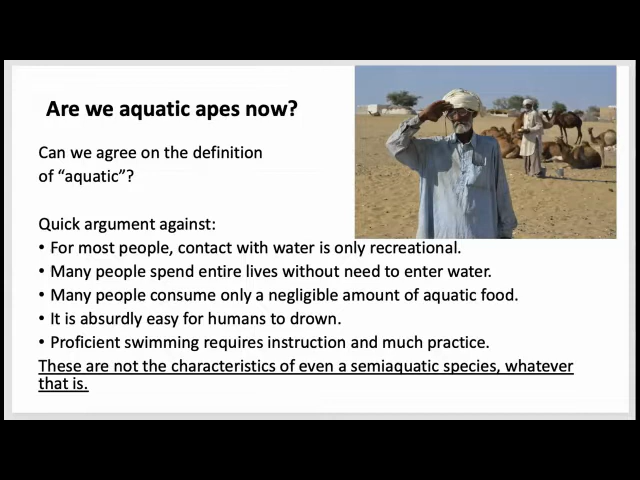 Are we aquatic apes now?
Can we agree on the definition
of “aquatic”?
Quick argument against:
• For most people, contact with water is only recreational.
• Many people spend entire lives without need to enter water.
• Many people consume only a negligible amount of aquatic food.
• It is absurdly easy for humans to drown.
• Proficient swimming requires instruction and much practice.
These are not the characteristics of even a semiaquatic species, whatever
that is.